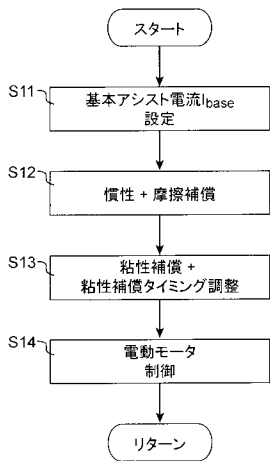 スタート
S11
基本アシスト電流Ibase
設定
S12
慣性 + 摩擦補償
S13
粘性補償 +
粘性補償タイミング調整
S14
電動モータ
制御
リターン